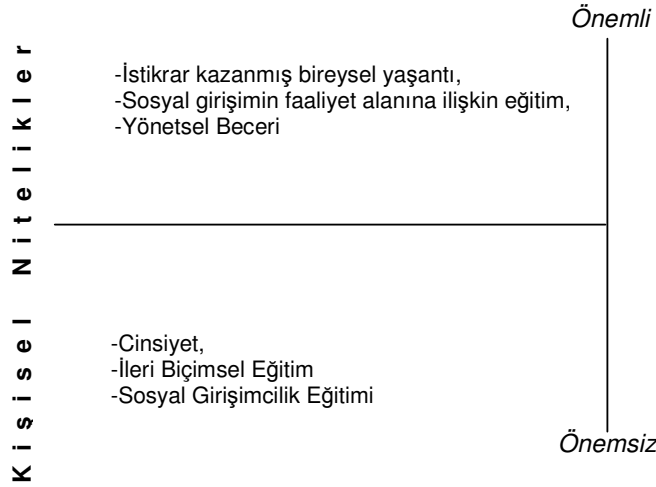 Önemli
-İstikrar kazanmış bireysel yaşantı,
-Sosyal girişimin faaliyet alanına ilişkin eğitim,
-Yönetsel Beceri
Kişisel Nitelikler
-Cinsiyet,
-İleri Biçimsel Eğitim
-Sosyal Girişimcilik Eğitimi
Önemsiz